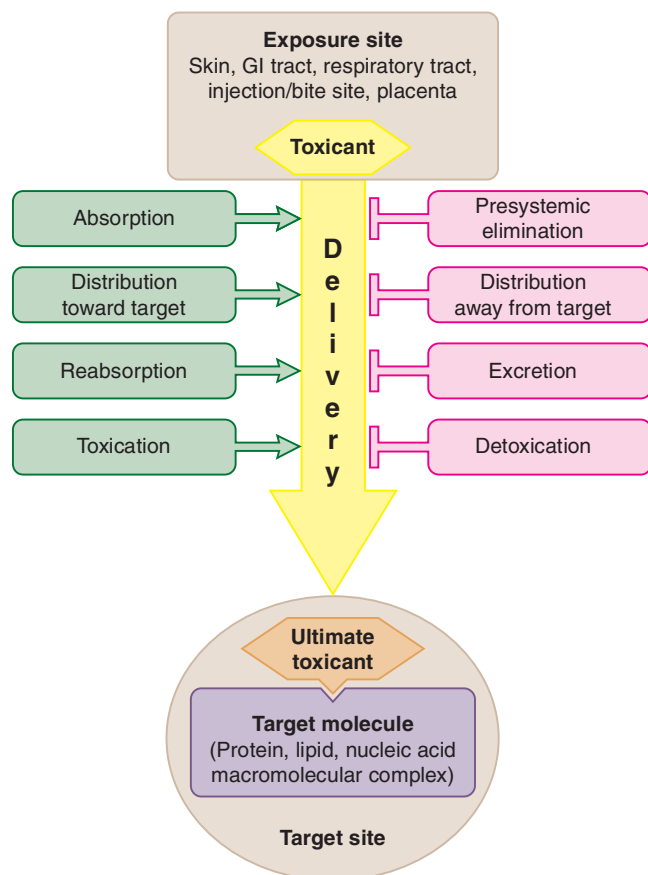 Exposure site
Skin, GI tract, respiratory tract,
injection/bite site, placenta
Toxicant
Absorption
Presystemic
elimination
Distribution
toward target
Distribution
away from target
Reabsorption
Excretion
Toxication
Detoxication
Delivery
Ultimate
toxicant
Target molecule
(Protein, lipid, nucleic acid
macromolecular complex)
Target site